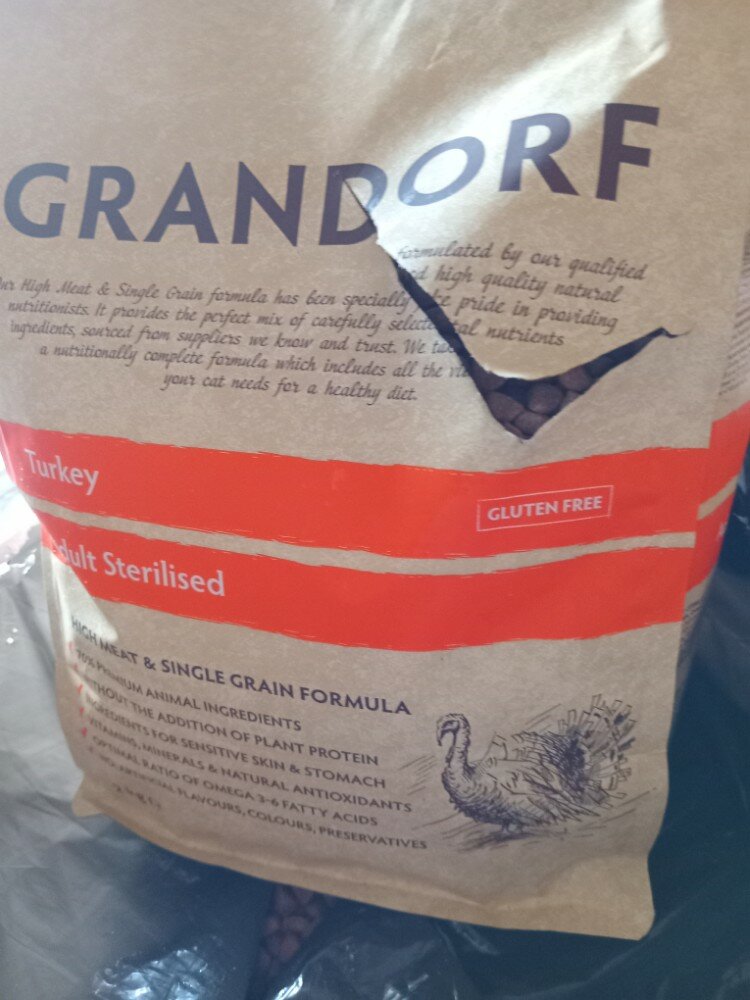 GRANDORF
Our High Meat & Single Grain formula has been specially formulated by our qualified
nutritionists. It provides the perfect mix of carefully selected high quality natural
ingredients, sourced from suppliers we know and trust. We take pride in providing
a nutritionally complete formula which includes all the vital nutrients
your cat needs for a healthy diet.
Turkey
GLUTEN FREE
Adult Sterilised
HIGH MEAT & SINGLE GRAIN FORMULA
70% PREMIUM ANIMAL INGREDIENTS
WITHOUT THE ADDITION OF PLANT PROTEIN
INGREDIENTS FOR SENSITIVE SKIN & STOMACH
VITAMINS, MINERALS & NATURAL ANTIOXIDANTS
OPTIMAL RATIO OF OMEGA 3-6 FATTY ACIDS
NO ARTIFICIAL FLAVOURS, COLOURS, PRESERVATIVES